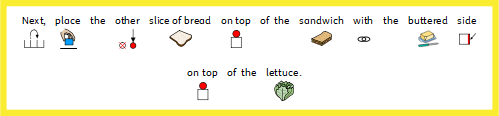 Next, place the other slice of bread on top of the sandwich with the buttered side
on top of the lettuce.